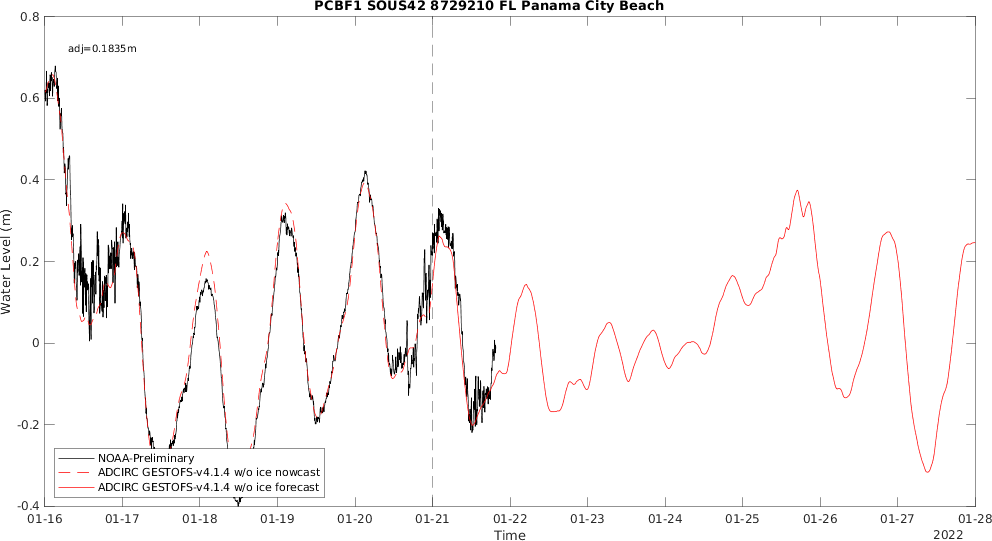 PCBF1 SOUS42 8729210 FL Panama City Beach
adj=0.1835m
0.8
0.6
0.4
0.2
0
-0.2
-0.4
Water Level (m)
NOAA-Preliminary
ADCIRC GESTOFS-v4.1.4 w/o ice nowcast
ADCIRC GESTOFS-v4.1.4 w/o ice forecast
01-16 01-17 01-18 01-19 01-20 01-21 01-22 01-23 01-24 01-25 01-26 01-27 01-28
Time
2022